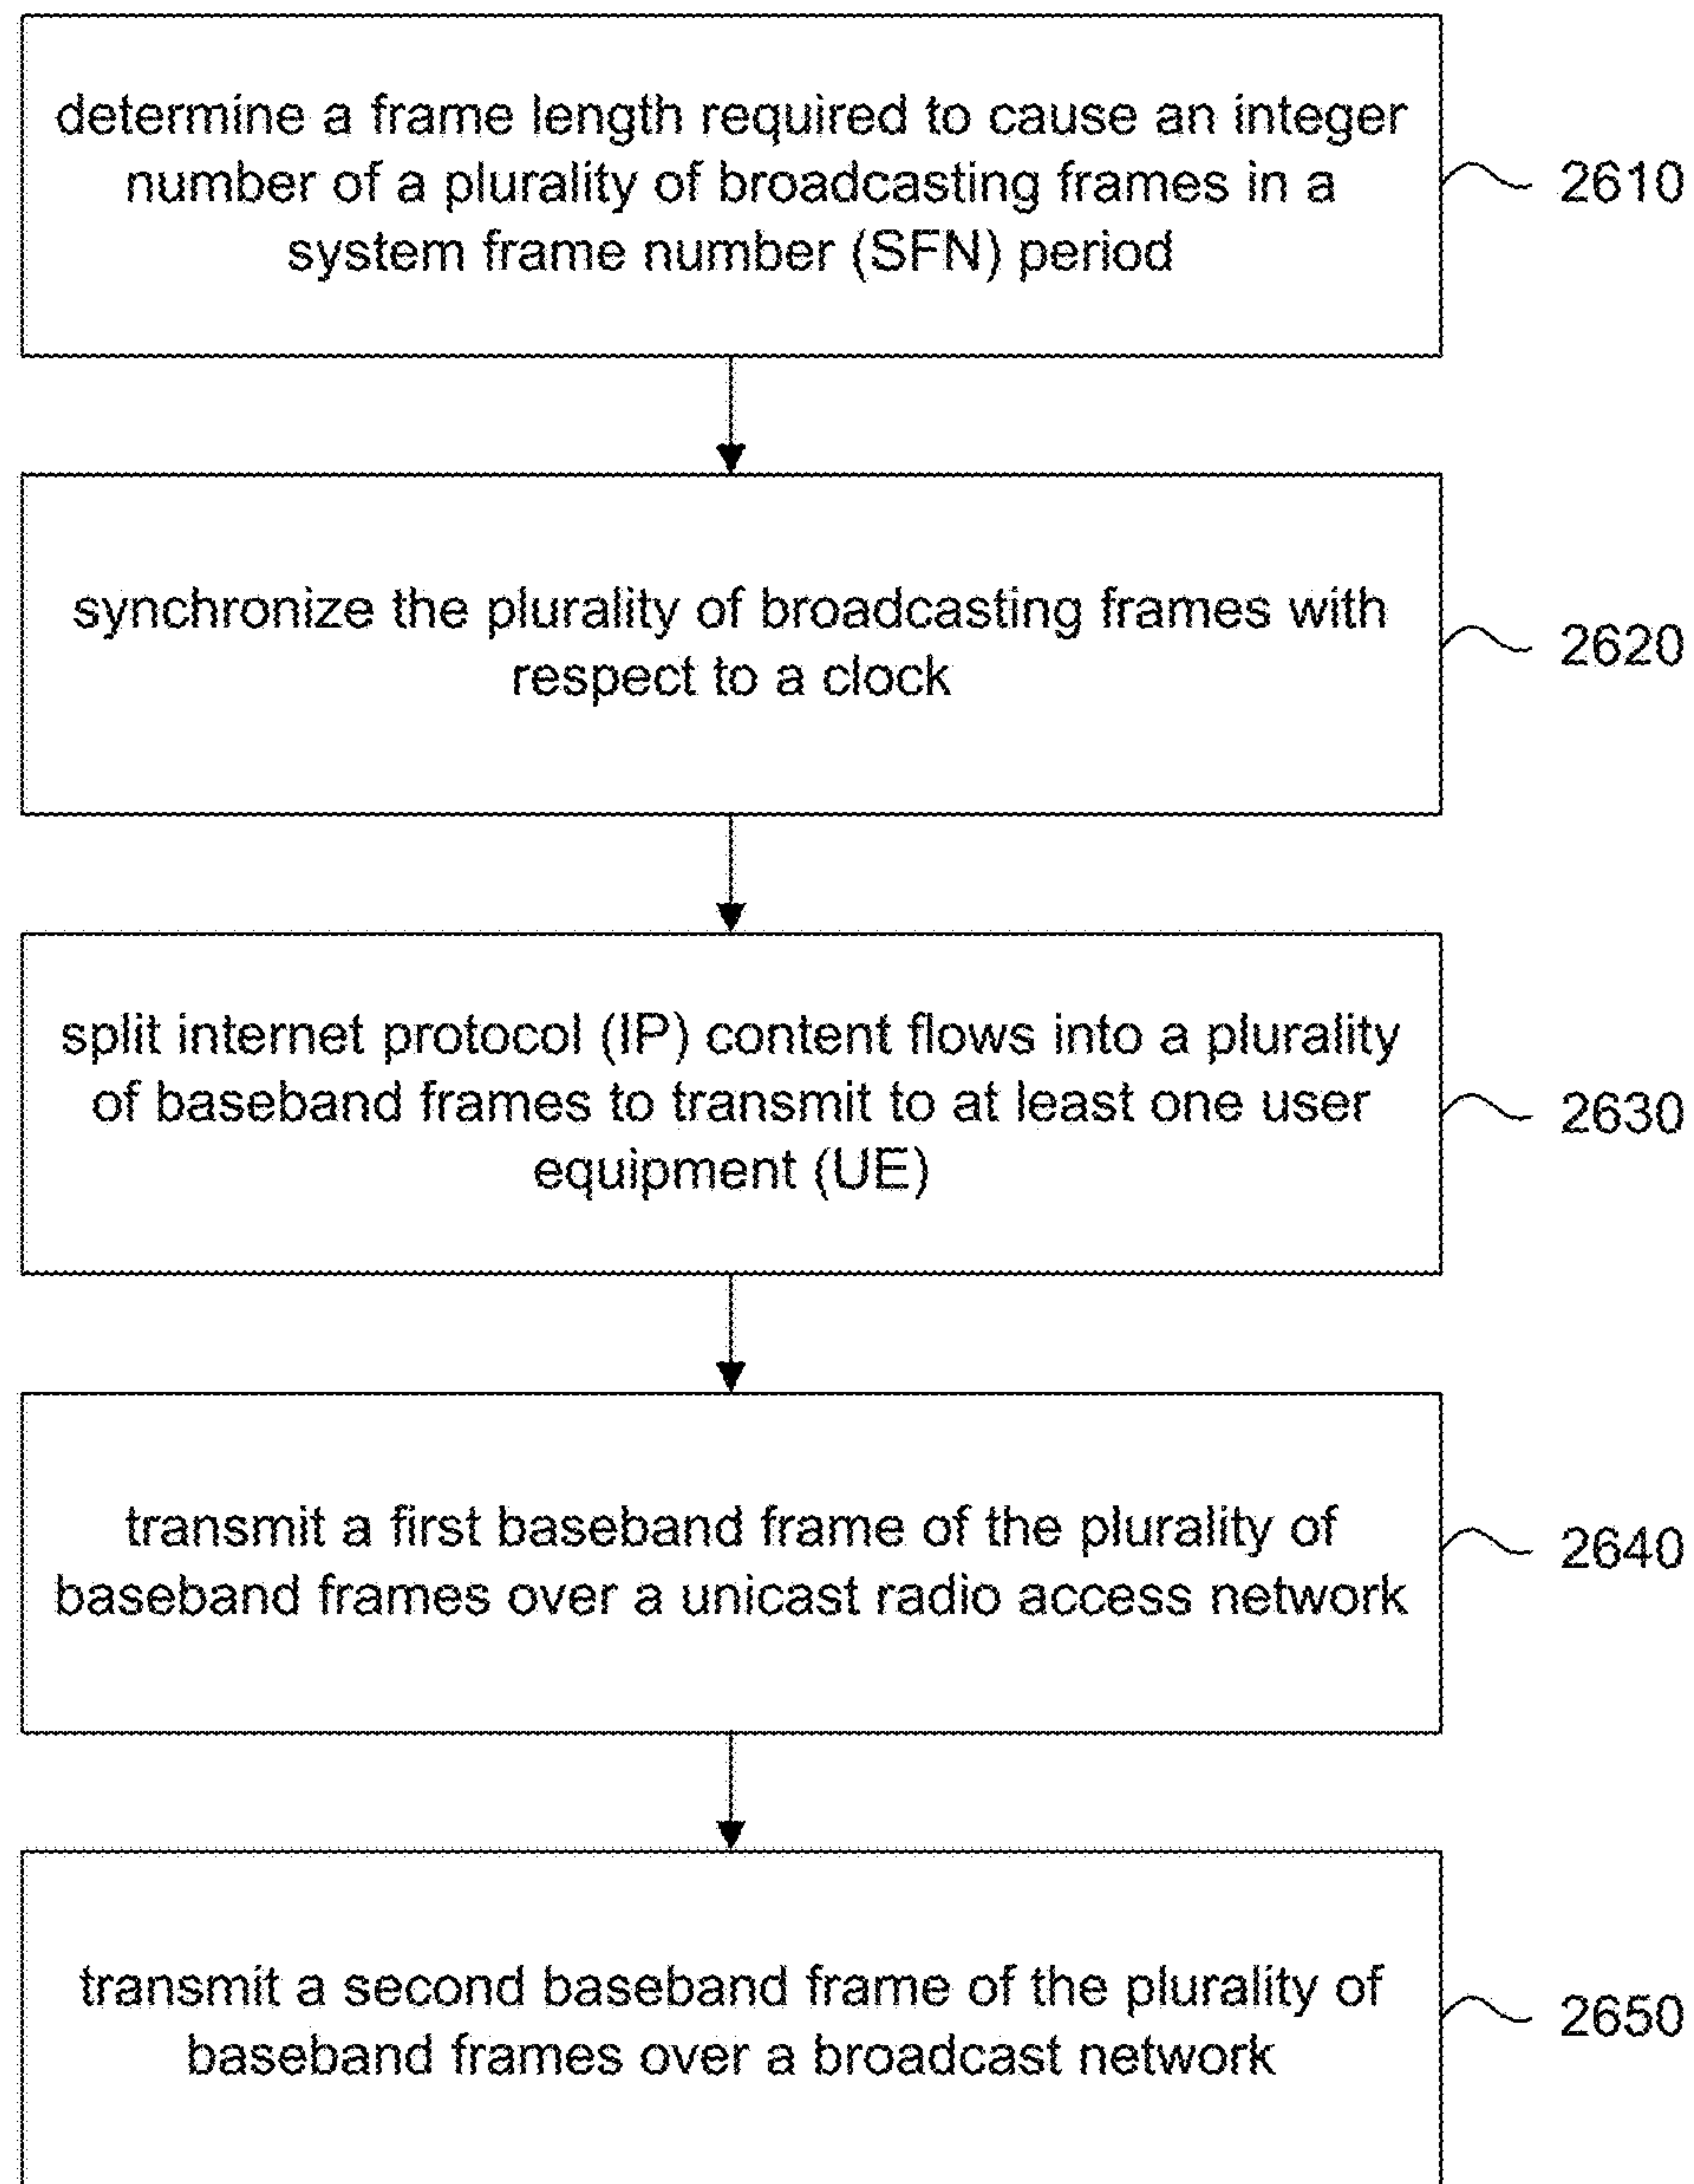 determine a frame length required to cause an integer
number of a plurality of broadcasting frames in a
system frame number (SFN) period
2610
synchronize the plurality of broadcasting frames with
respect to a clock
2620
split internet protocol (IP) content flows into a plurality
of baseband frames to transmit to at least one user
equipment (UE)
2630
transmit a first baseband frame of the plurality of
baseband frames over a unicast radio access network
2640
transmit a second baseband frame of the plurality of
baseband frames over a broadcast network
2650